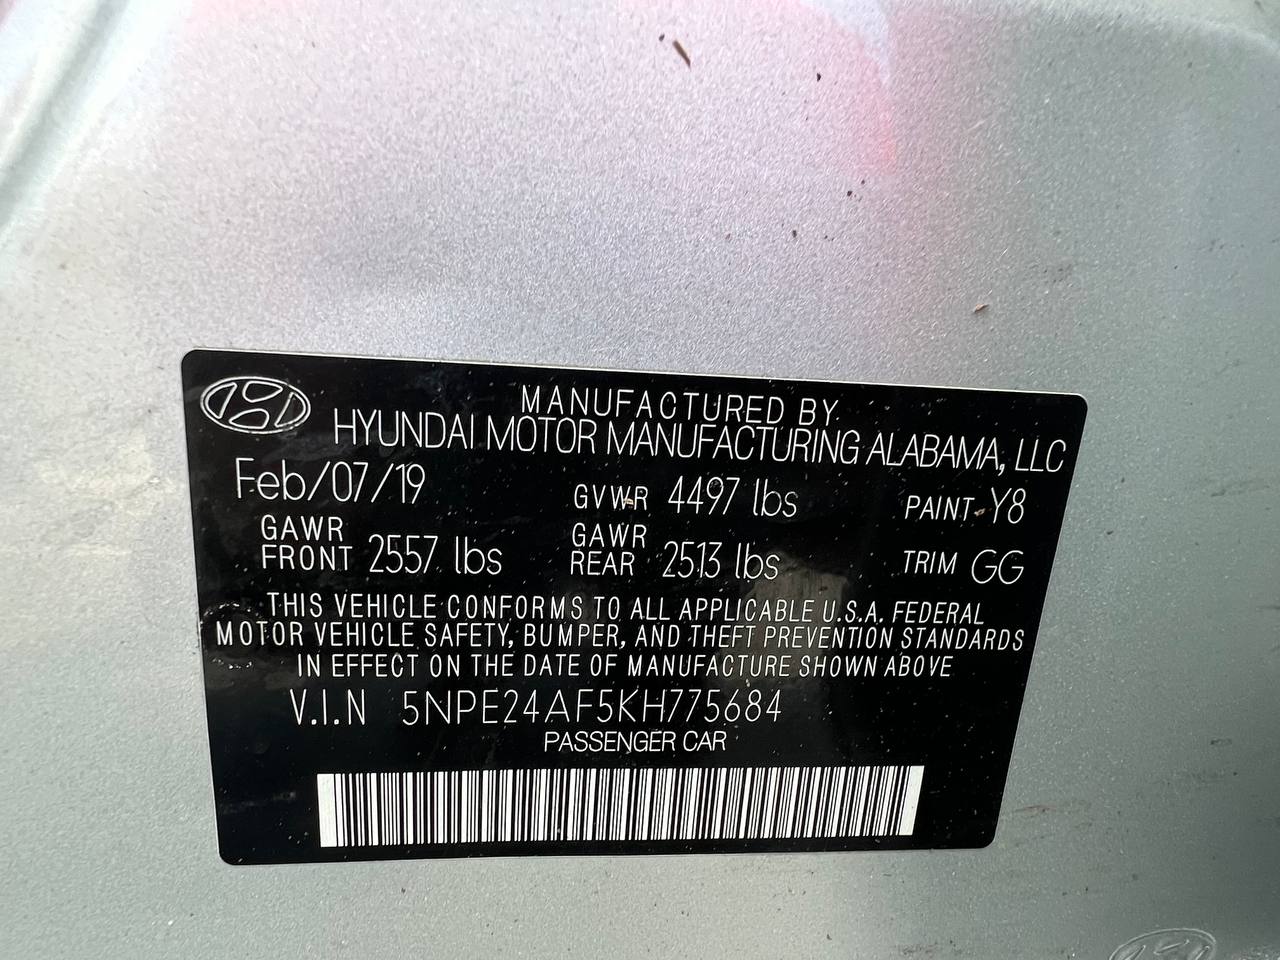 MANUFACTURED BY
HYUNDAI MOTOR MANUFACTURING ALABAMA, LLC
Feb/07/19 GVWR 4497 lbs PAINT Y8
GAWR FRONT 2557 lbs GAWR REAR 2513 lbs TRIM GG
THIS VEHICLE CONFORMS TO ALL APPLICABLE U.S.A. FEDERAL
MOTOR VEHICLE SAFETY, BUMPER, AND THEFT PREVENTION STANDARDS
IN EFFECT ON THE DATE OF MANUFACTURE SHOWN ABOVE
V.I.N 5NPE24AF5KH775684
PASSENGER CAR